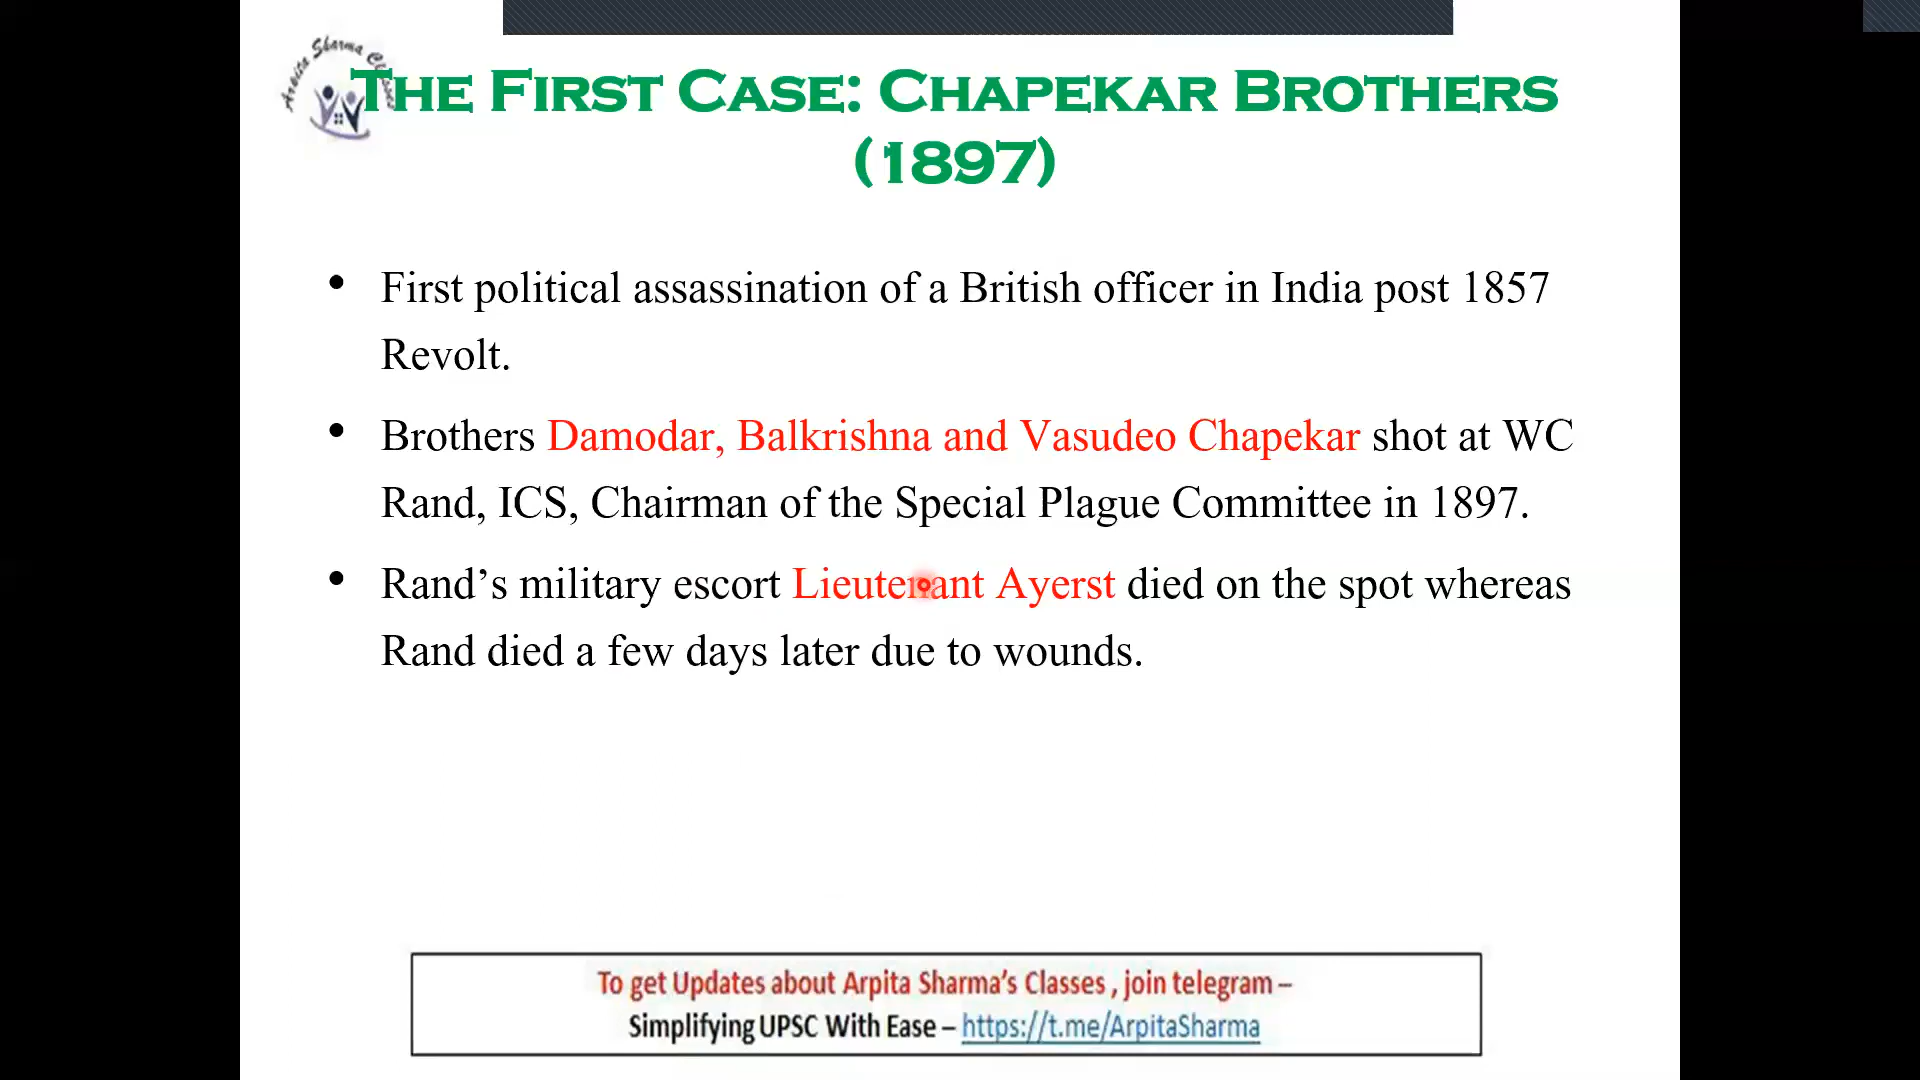 Arpita Sharma Classes
The First Case: Chapekar Brothers
(1897)
• First political assassination of a British officer in India post 1857
Revolt.
• Brothers Damodar, Balkrishna and Vasudeo Chapekar shot at WC
Rand, ICS, Chairman of the Special Plague Committee in 1897.
• Rand’s military escort Lieutenant Ayerst died on the spot whereas
Rand died a few days later due to wounds.
To get Updates about Arpita Sharma’s Classes , join telegram –
Simplifying UPSC With Ease – https://t.me/ArpitaSharma